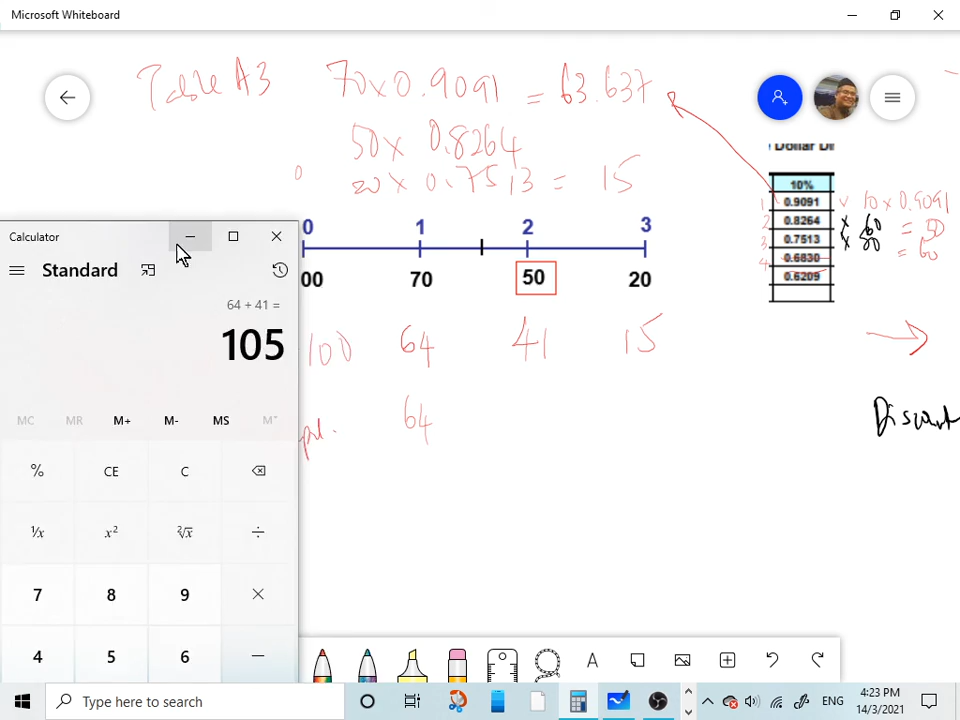 Microsoft Whiteboard
Table A3 70 x 0.9091 = 63.637
50 x 0.8264
20 x 0.7513 = 15
Dollar Di
10%
1 0.9091 10 x 0.9091
2 0.8264 x 60 = 50
3 0.7513 x 80 = 60
4 0.6830
0.6209
0 1 2 3
00 70 50 20
100 64 41 15
64
Discount
Calculator
Standard
64 + 41 =
105
MC MR M+ M- MS M˅
% CE C
¹/x x² ²√x ÷
7 8 9 ×
4 5 6 −
A
Type here to search
ENG
4:23 PM
14/3/2021